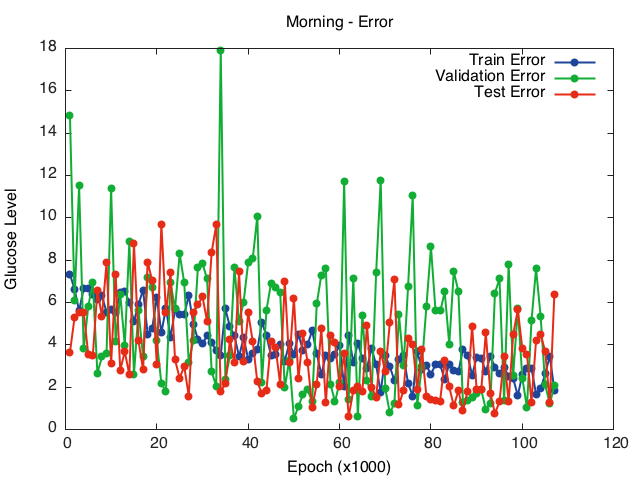 Morning - Error
18
16
14
12
10
8
6
4
2
0
Glucose Level
Train Error
Validation Error
Test Error
0 20 40 60 80 100 120
Epoch (x1000)